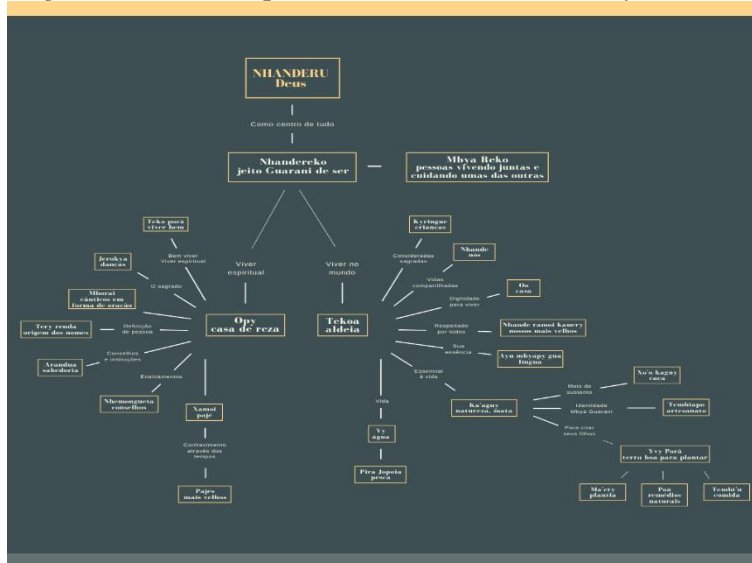 NHANDERU
Deus
Como centro de tudo
Nhandereko
jeito Guarani de ser
Mbya Reko
pessoas vivendo juntas e
cuidando umas das outras
Viver
espiritual
Viver no
mundo
Teko porã
viver bem
Bem viver
Viver espiritual
Jerokya
danças
O sagrado
Mborai
cânticos em
forma de oração
Tery renda
origem dos nomes
Definição
de pessoa
Opy
casa de reza
Arandua
sabedoria
Conselhos
e instruções
Ensinamentos
Nhemongueta
conselhos
Xamoi
pajé
Conhecimento
através dos
tempos
Pajés
mais velhos
Kyringue
crianças
Consideradas
sagradas
Nhande
nós
Vidas
compartilhadas
Oo
casa
Dignidade
para viver
Tekoa
aldeia
Respeitado
por todos
Nhande ramoi kuery
nossos mais velhos
Sua
essência
Ayu mbyapy gua
língua
Essencial
à vida
Vida
Yy
água
Pira Jopoia
pesca
Ka'aguy
natureza, mata
Meio de
sustento
Xo'o kaguy
caça
Identidade
Mbya Guarani
Tembiapo
artesanato
Para criar
seus filhos
Yvy Porã
terra boa para plantar
Ma'ety
plantia
Poã
remédios
naturais
Tembi'u
comida